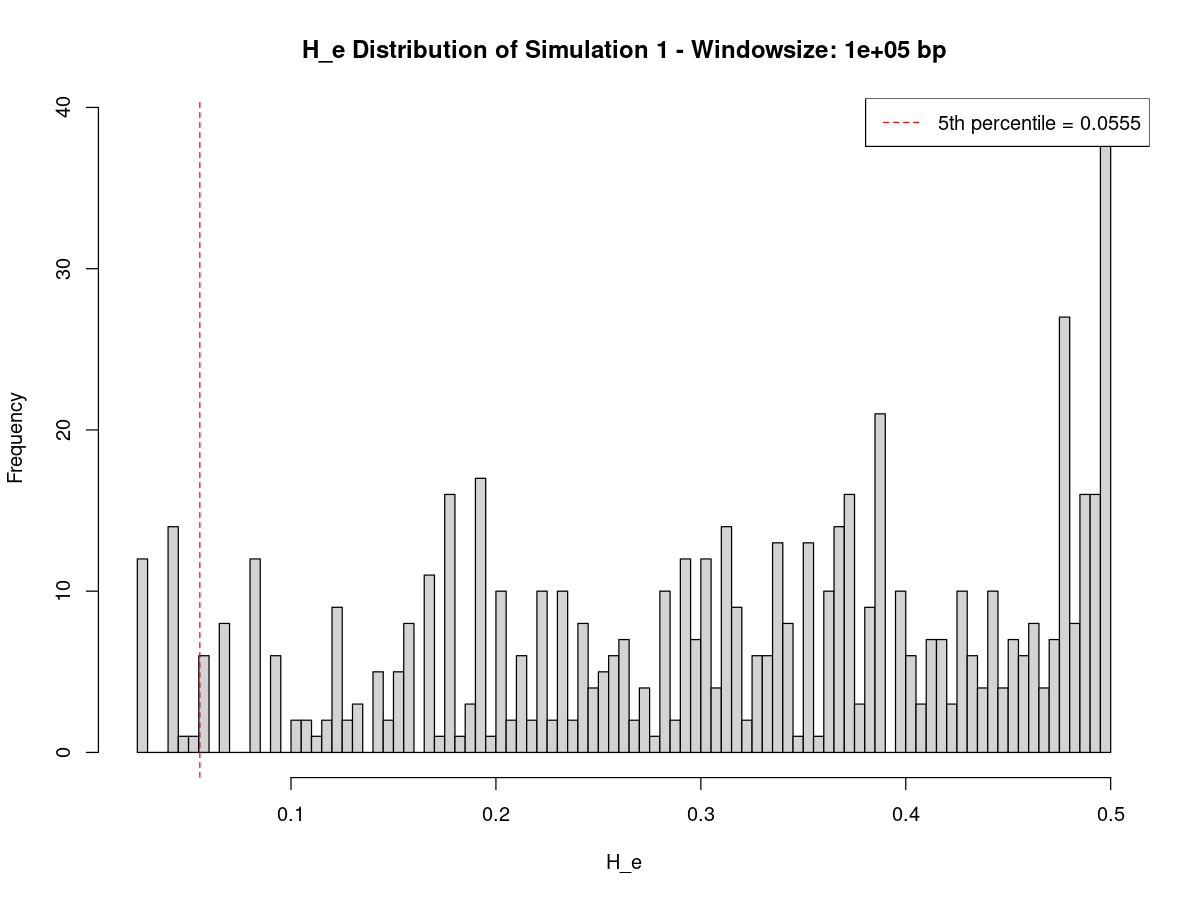 H_e Distribution of Simulation 1 - Windowsize: 1e+05 bp
5th percentile = 0.0555
Frequency
40
30
20
10
0
0.1 0.2 0.3 0.4 0.5
H_e